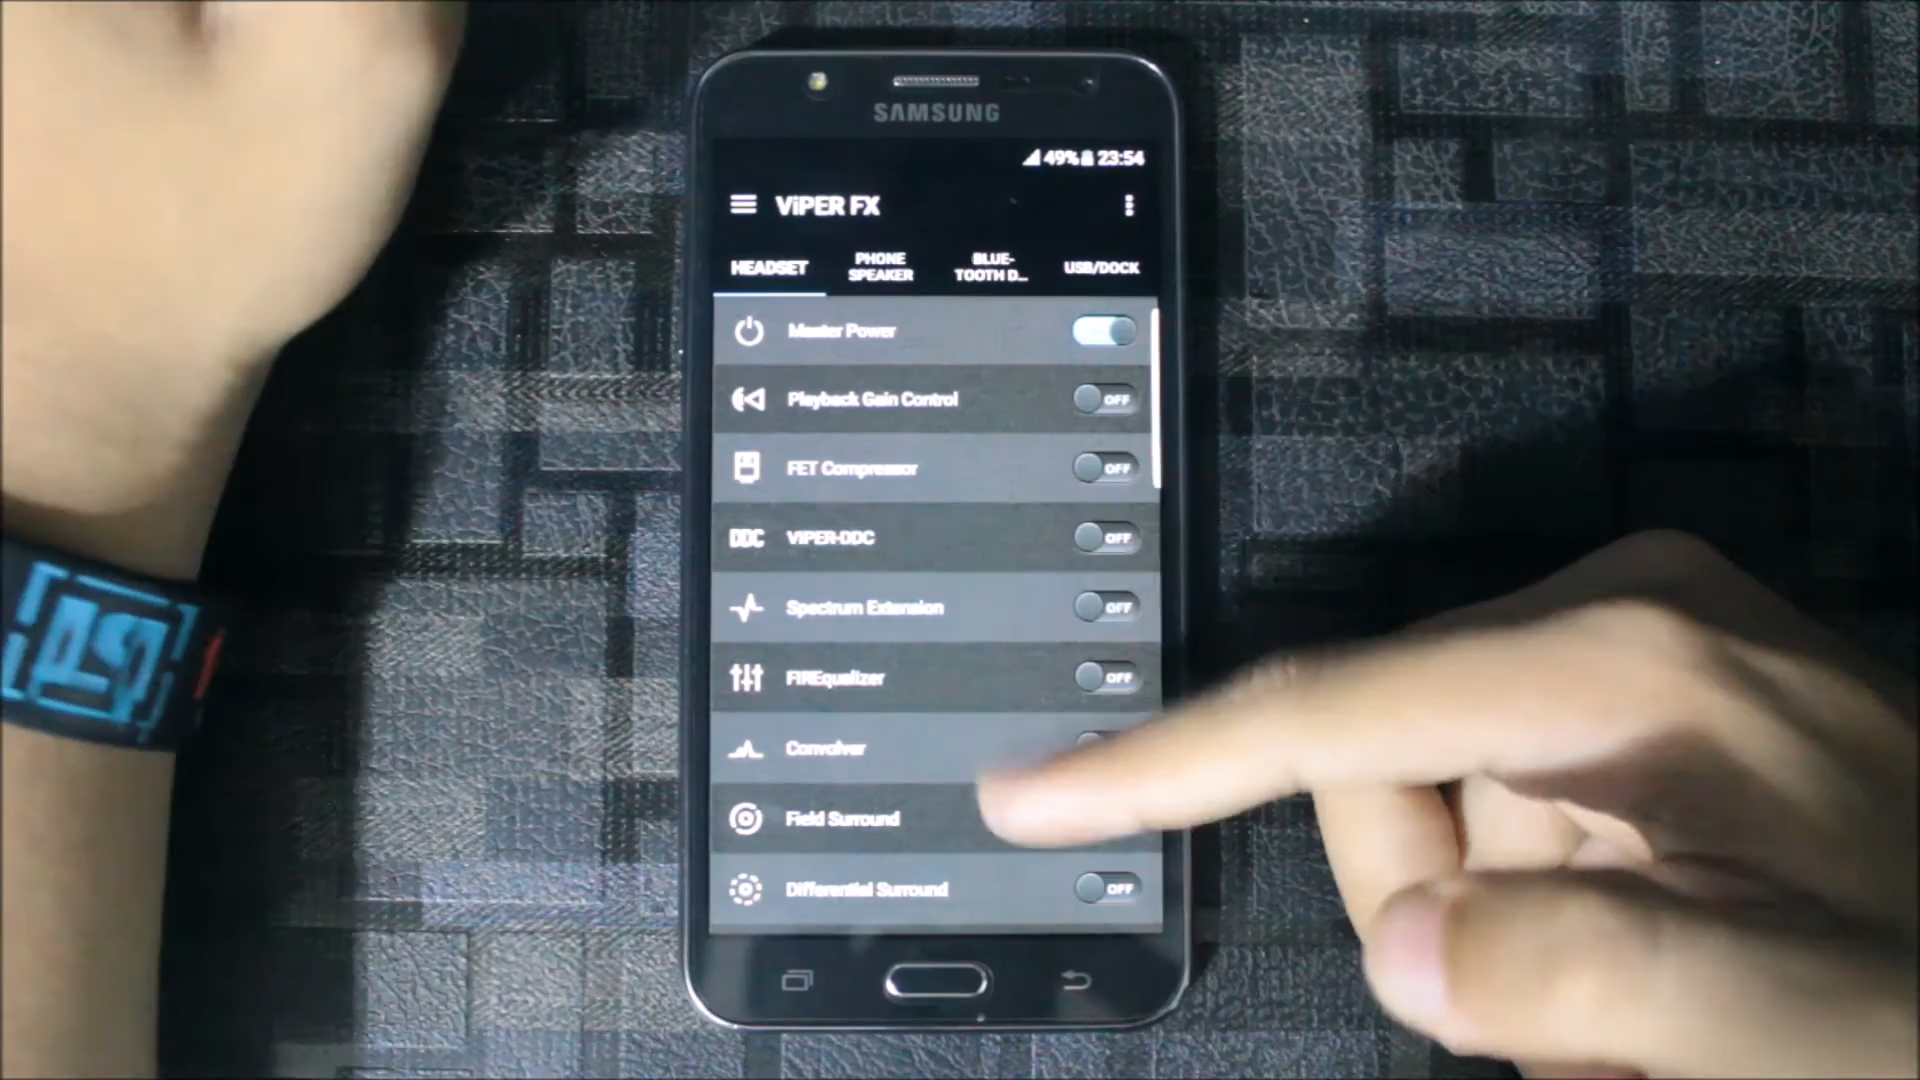 SAMSUNG
49% 23:54
ViPER FX
HEADSET
PHONE
SPEAKER
BLUE-
TOOTH D...
USB/DOCK
Master Power
Playback Gain Control
OFF
FET Compressor
OFF
DDC
VIPER-DDC
OFF
Spectrum Extension
OFF
FIREqualizer
OFF
Convolver
Field Surround
Differential Surround
OFF